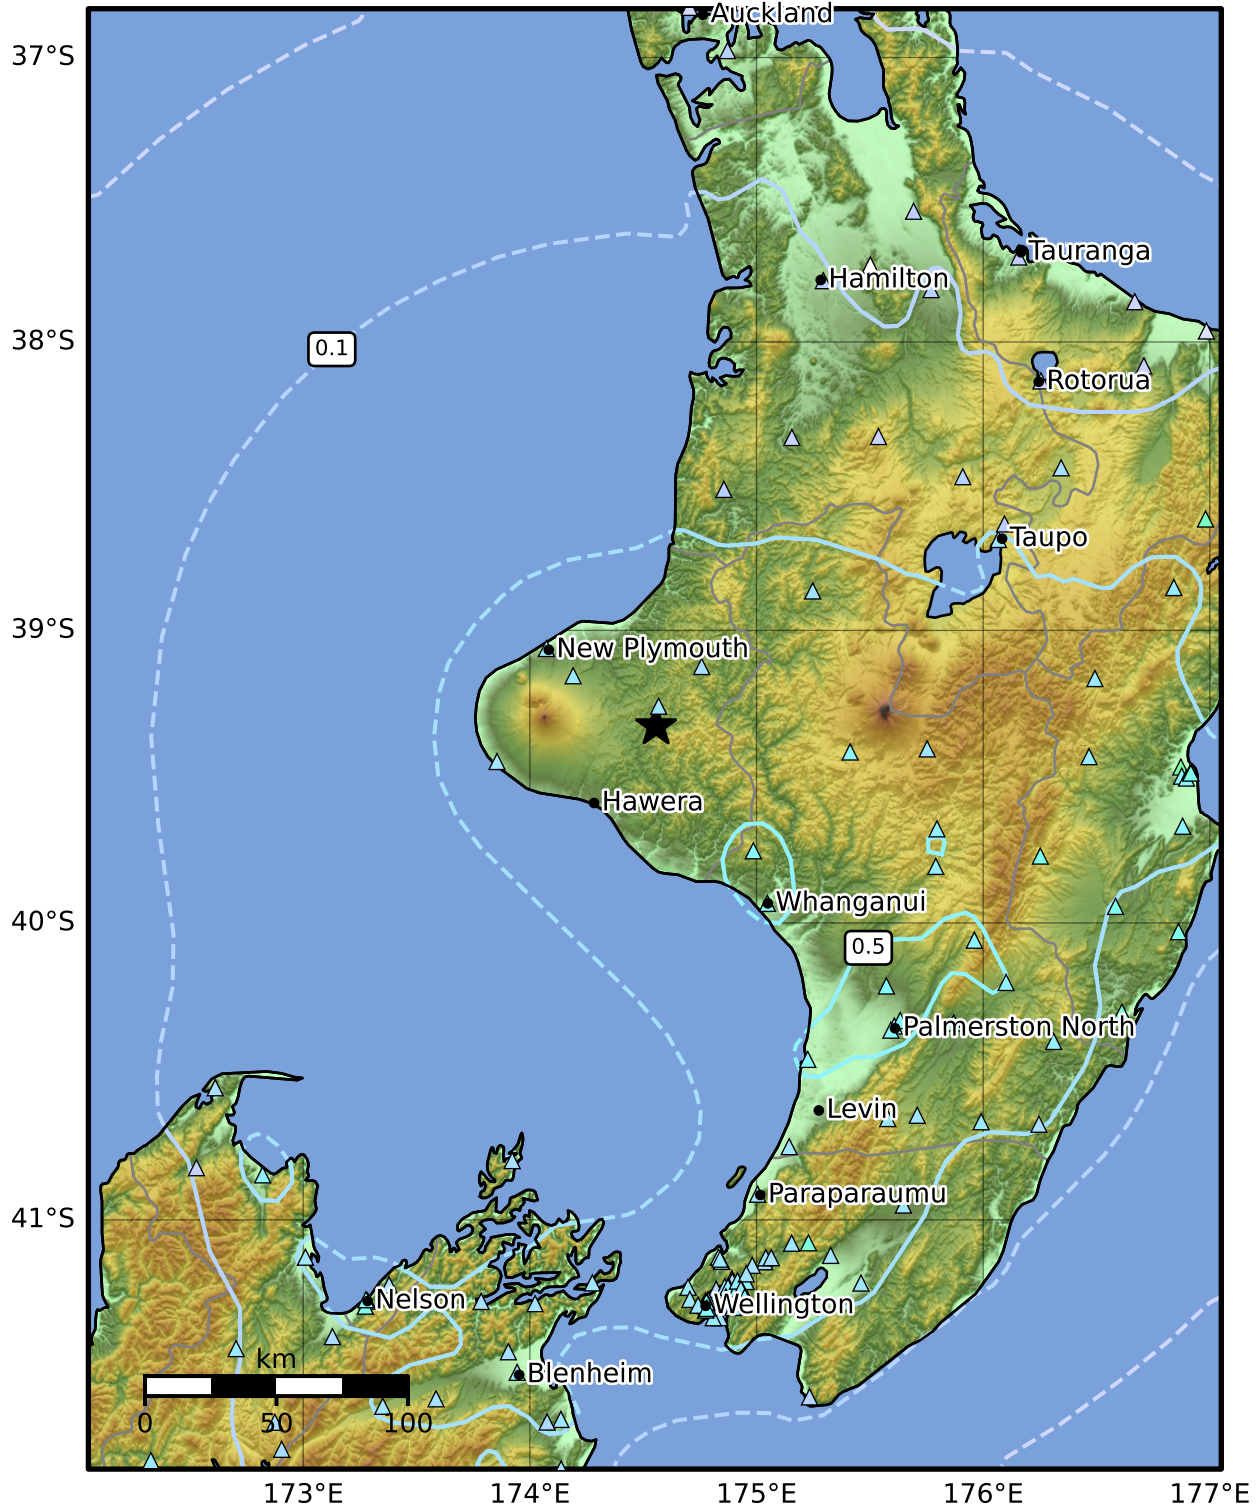 Auckland
37°S
Tauranga
Hamilton
38°S
0.1
Rotorua
Taupo
39°S
New Plymouth
Hawera
Whanganui
40°S
0.5
Palmerston North
Levin
Paraparaumu
41°S
Nelson
Wellington
km
Blenheim
0 50 100
173°E 174°E 175°E 176°E 177°E